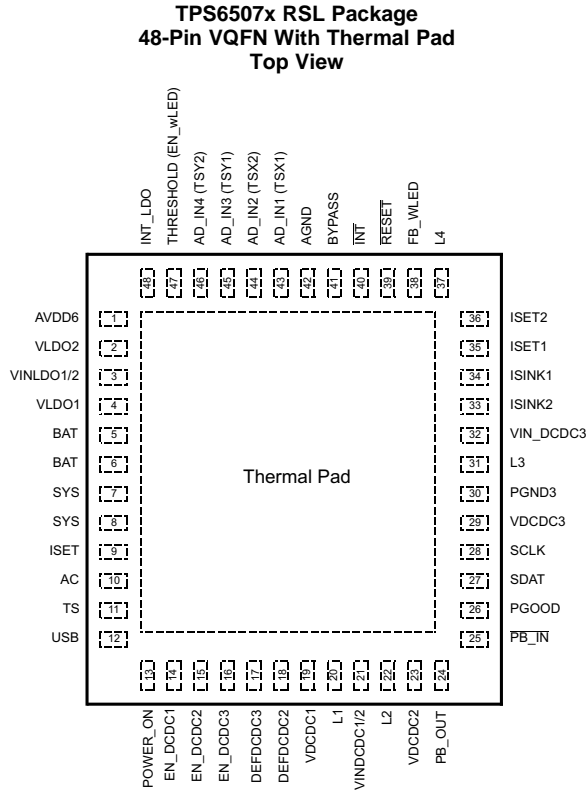 TPS6507x RSL Package
48-Pin VQFN With Thermal Pad
Top View
INT_LDO
THRESHOLD (EN_wLED)
AD_IN4 (TSY2)
AD_IN3 (TSY1)
AD_IN2 (TSX2)
AD_IN1 (TSX1)
AGND
BYPASS
INT
RESET
FB_WLED
L4
48
47
46
45
44
43
42
41
40
39
38
37
AVDD6 1
VLDO2 2
VINLDO1/2 3
VLDO1 4
BAT 5
BAT 6
SYS 7
SYS 8
ISET 9
AC 10
TS 11
USB 12
Thermal Pad
36 ISET2
35 ISET1
34 ISINK1
33 ISINK2
32 VIN_DCDC3
31 L3
30 PGND3
29 VDCDC3
28 SCLK
27 SDAT
26 PGOOD
25 PB_IN
13
14
15
16
17
18
19
20
21
22
23
24
POWER_ON
EN_DCDC1
EN_DCDC2
EN_DCDC3
DEFDCDC3
DEFDCDC2
VDCDC1
L1
VINDCDC1/2
L2
VDCDC2
PB_OUT